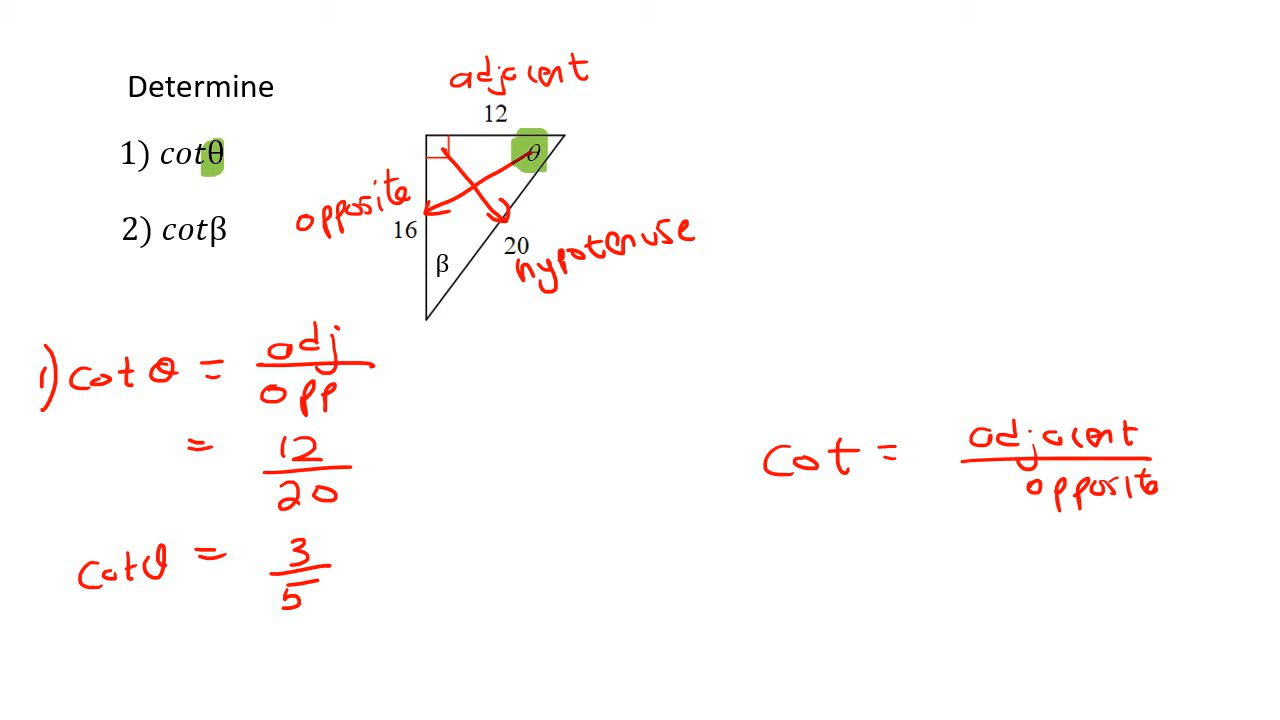 Determine
1) cotθ
2) cotβ
adjacent
12
θ
opposite
16
20
hypotenuse
β
1) cot θ = adj/opp
= 12/20
cotθ = 3/5
cot = adjacent/opposite